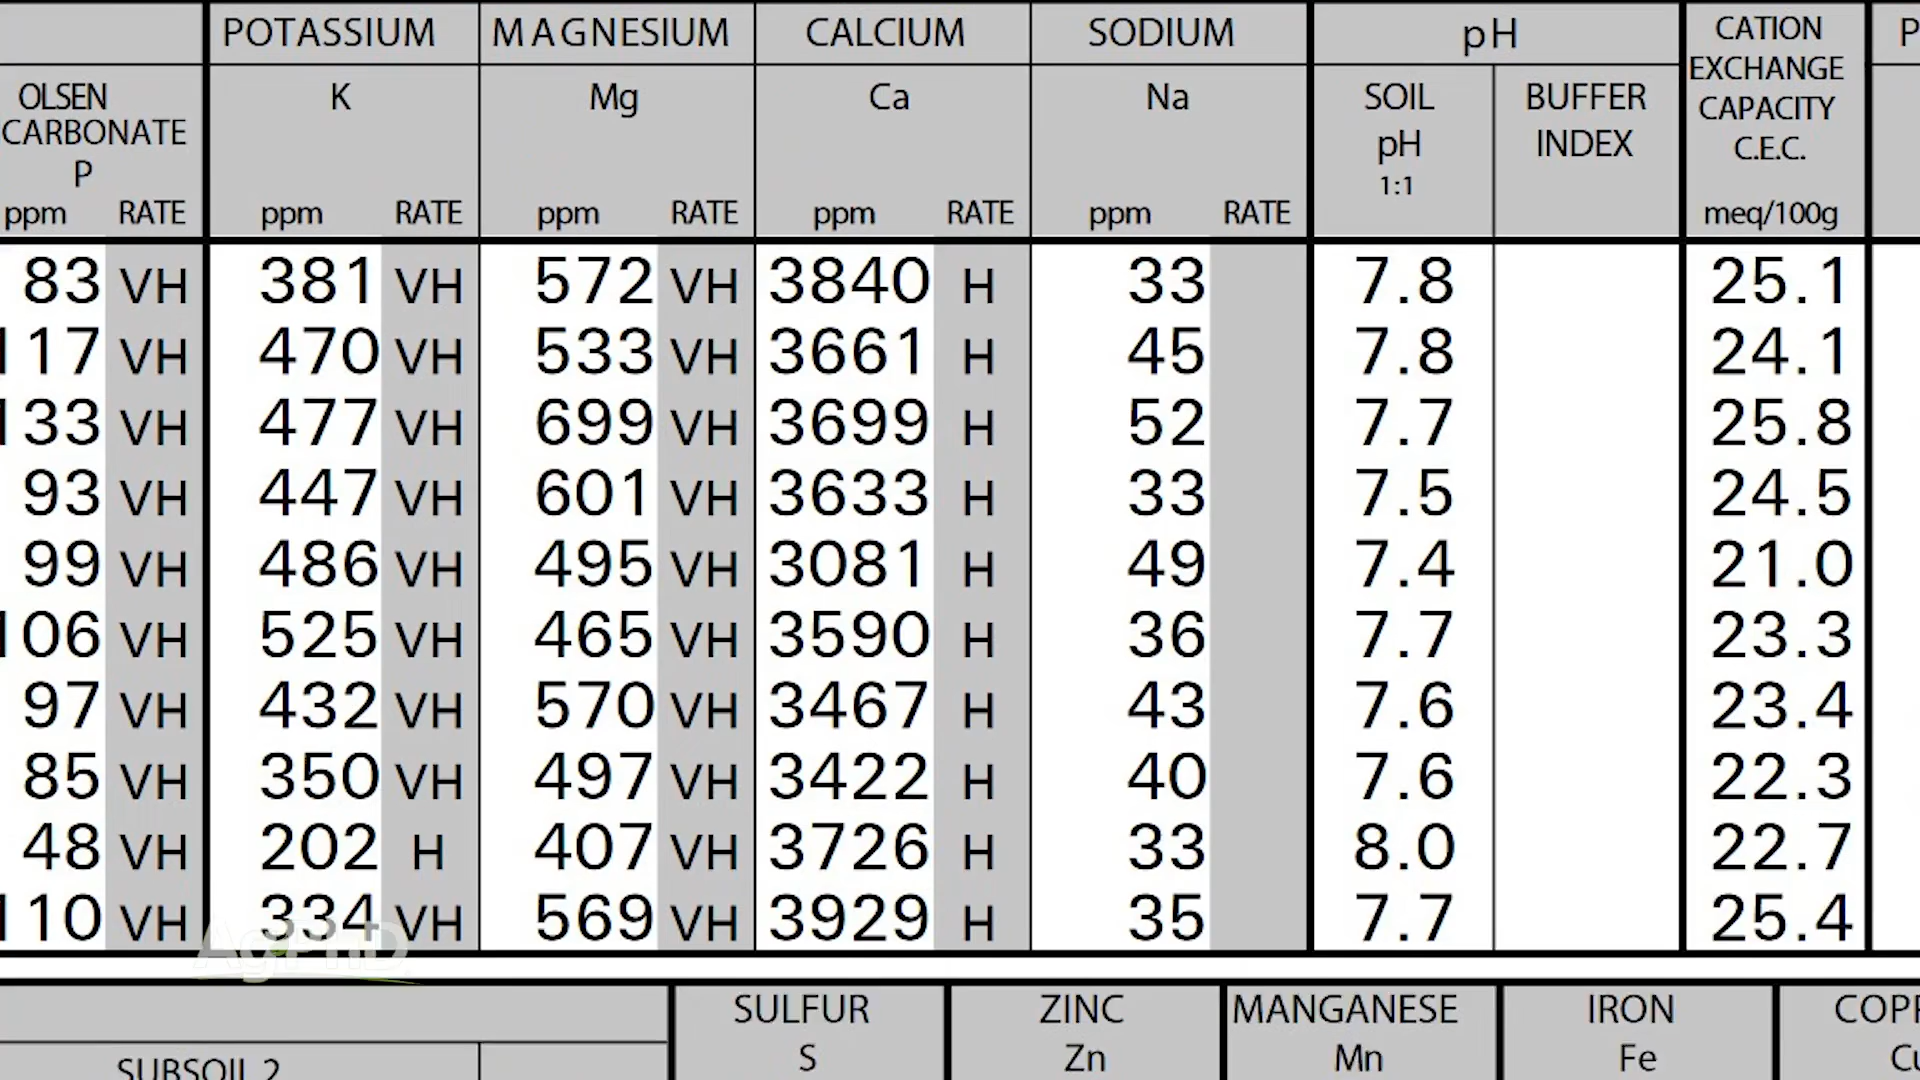 POTASSIUM MAGNESIUM CALCIUM SODIUM pH CATION EXCHANGE CAPACITY C.E.C.
OLSEN K Mg Ca Na SOIL BUFFER
CARBONATE pH INDEX
P 1:1
ppm RATE ppm RATE ppm RATE ppm RATE ppm RATE meq/100g
83 VH 381 VH 572 VH 3840 H 33 7.8 25.1
117 VH 470 VH 533 VH 3661 H 45 7.8 24.1
133 VH 477 VH 699 VH 3699 H 52 7.7 25.8
93 VH 447 VH 601 VH 3633 H 33 7.5 24.5
99 VH 486 VH 495 VH 3081 H 49 7.4 21.0
106 VH 525 VH 465 VH 3590 H 36 7.7 23.3
97 VH 432 VH 570 VH 3467 H 43 7.6 23.4
85 VH 350 VH 497 VH 3422 H 40 7.6 22.3
48 VH 202 H 407 VH 3726 H 33 8.0 22.7
110 VH 334 VH 569 VH 3929 H 35 7.7 25.4
AgPhD
SULFUR ZINC MANGANESE IRON
SUBSOIL 2 S Zn Mn Fe